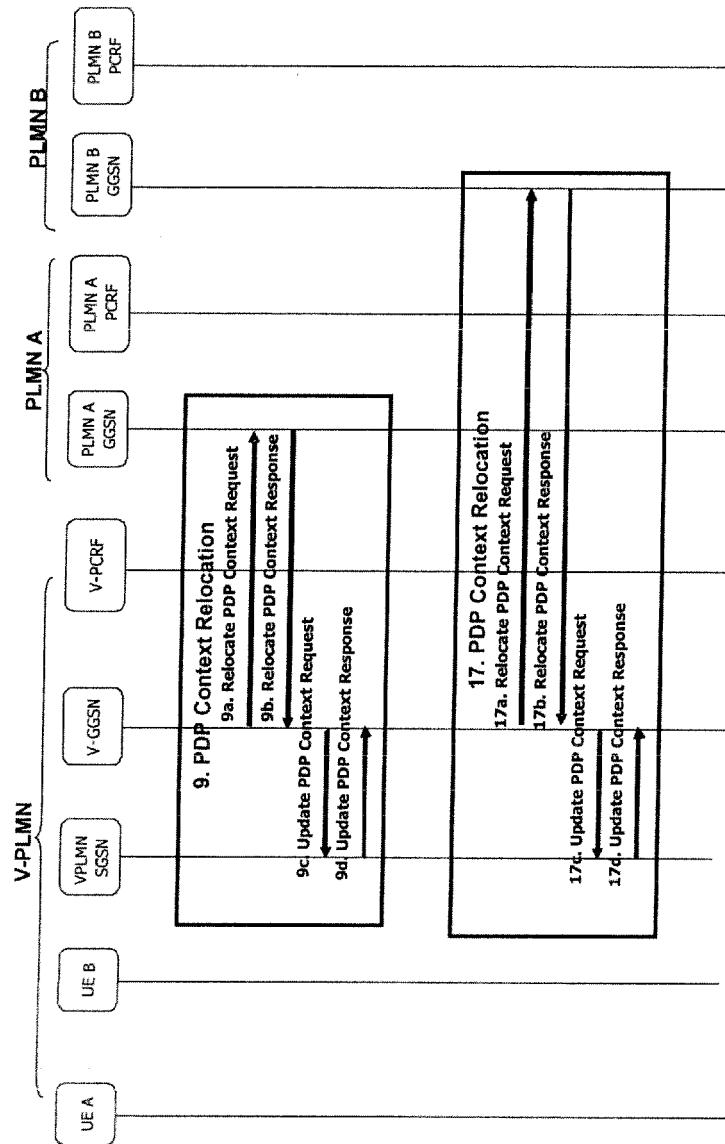 V-PLMN
PLMN A
PLMN B
UE A
UE B
VPLMN
SGSN
V-GGSN
V-PCRF
PLMN A
GGSN
PLMN A
PCRF
PLMN B
GGSN
PLMN B
PCRF
9. PDP Context Relocation
9a. Relocate PDP Context Request
9b. Relocate PDP Context Response
9c. Update PDP Context Request
9d. Update PDP Context Response
17. PDP Context Relocation
17a. Relocate PDP Context Request
17b. Relocate PDP Context Response
17c. Update PDP Context Request
17d. Update PDP Context Response